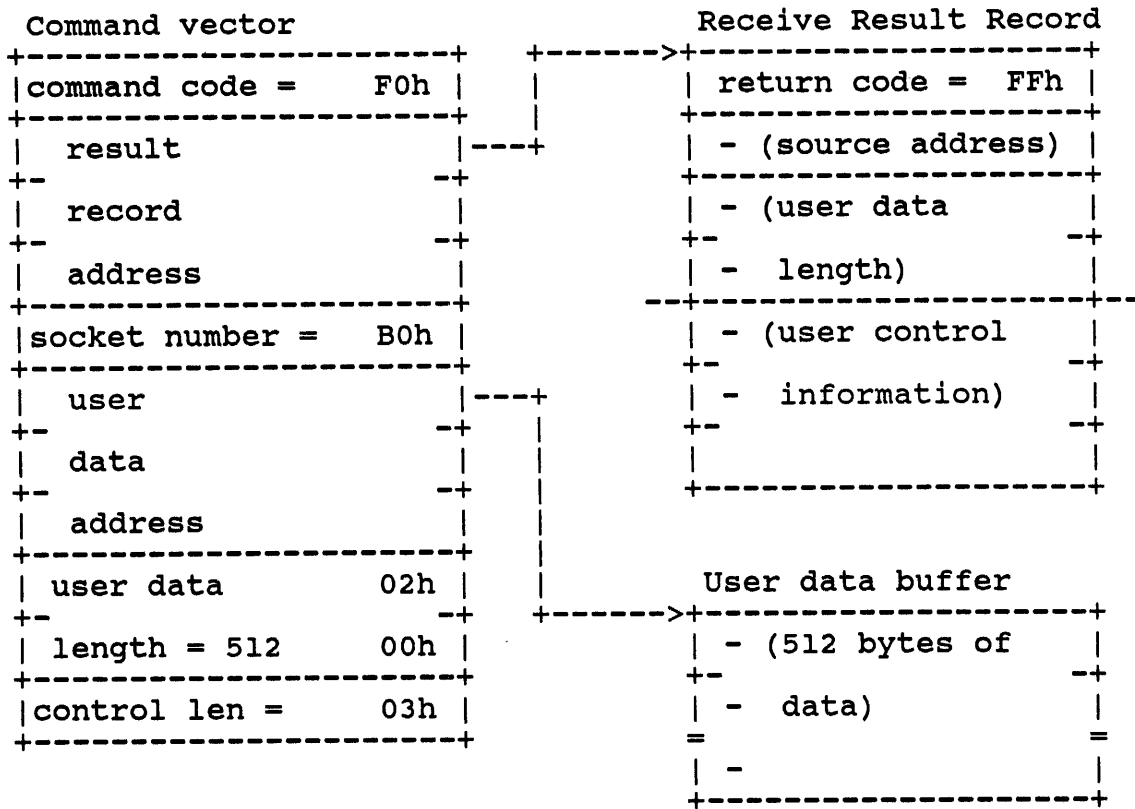 Command vector
command code = F0h
result
record
address
socket number = B0h
user
data
address
user data 02h
length = 512 00h
control len = 03h
Receive Result Record
return code = FFh
- (source address)
- (user data
- length)
- (user control
- information)
User data buffer
- (512 bytes of
- data)
-